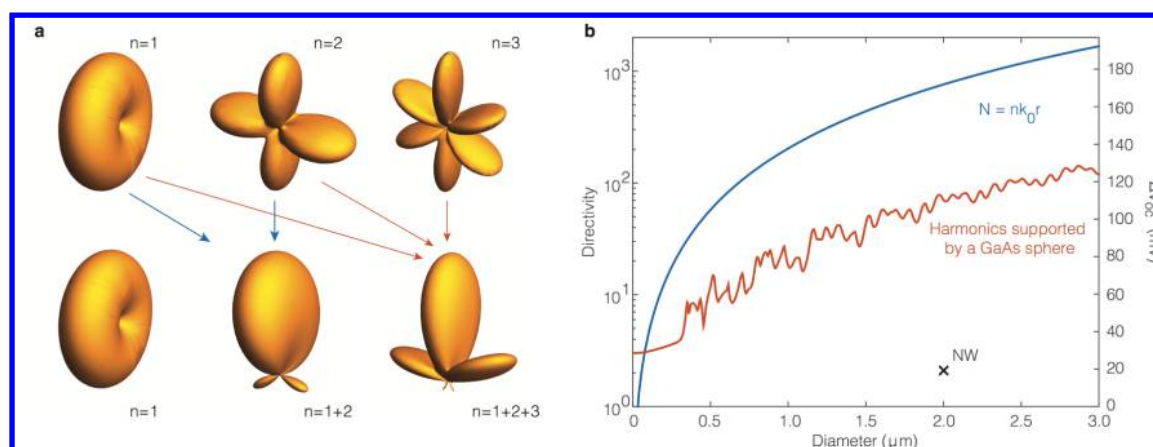 a
n=1 n=2 n=3
n=1 n=1+2 n=1+2+3
b
10³
10²
10¹
10⁰
Directivity
N = nk₀r
Harmonics supported
by a GaAs sphere
NW
180
160
140
120
100
80
60
40
20
0
0 0.5 1.0 1.5 2.0 2.5 3.0
Diameter (μm)